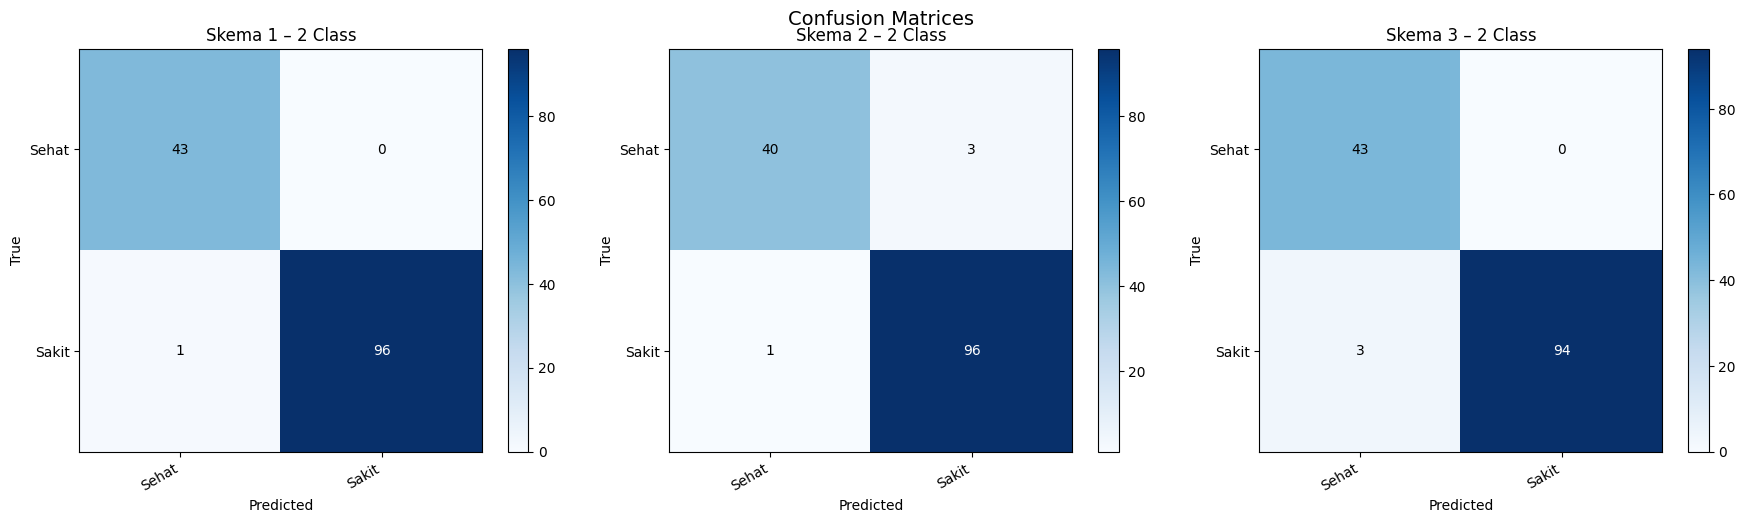 Confusion Matrices
Skema 1 – 2 Class
Sehat
Sakit
True
43
0
1
96
Sehat
Sakit
Predicted
80
60
40
20
0
Skema 2 – 2 Class
Sehat
Sakit
True
40
3
1
96
Sehat
Sakit
Predicted
80
60
40
20
Skema 3 – 2 Class
Sehat
Sakit
True
43
0
3
94
Sehat
Sakit
Predicted
80
60
40
20
0